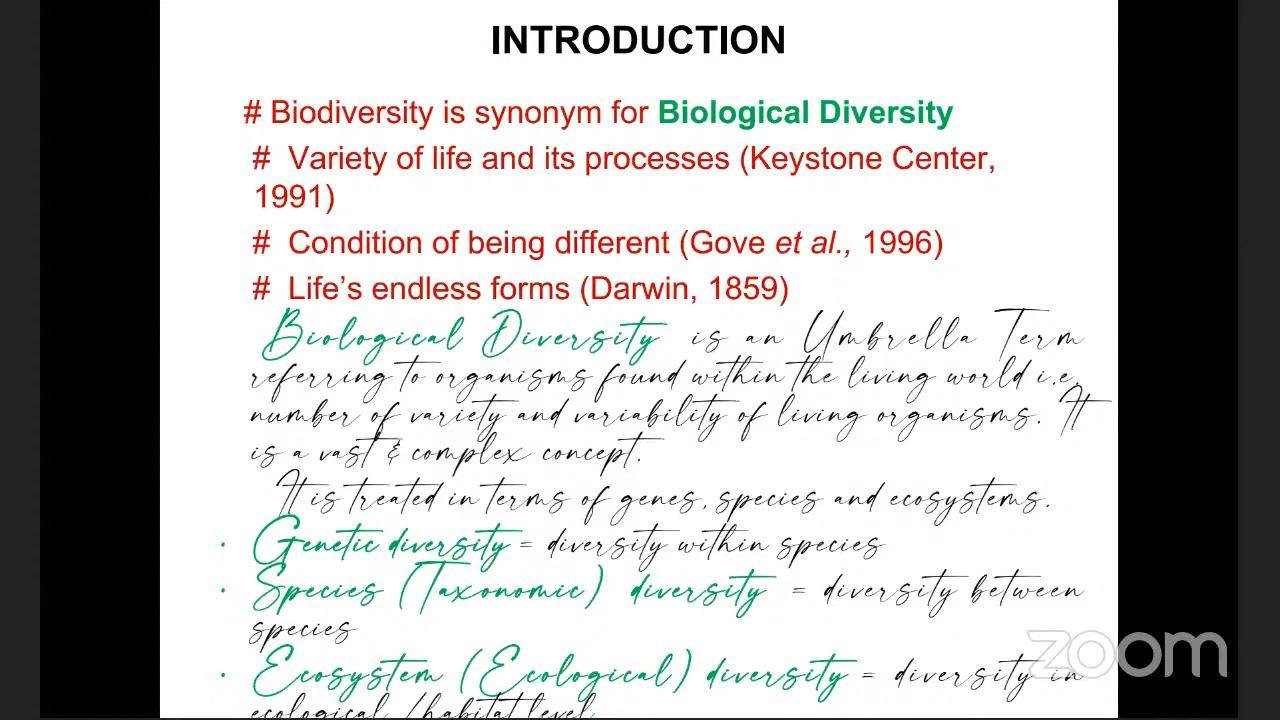 INTRODUCTION
# Biodiversity is synonym for Biological Diversity
# Variety of life and its processes (Keystone Center,
1991)
# Condition of being different (Gove et al., 1996)
# Life's endless forms (Darwin, 1859)
Biological Diversity is an Umbrella Term
referring to organisms found within the living world i.e.
number of variety and variability of living organisms. It
is a vast & complex concept.
It is treated in terms of genes, species and ecosystems.
· Genetic diversity = diversity within species
· Species (Taxonomic) diversity = diversity between
species
zoom
· Ecosystem (Ecological) diversity = diversity in
ecological /habitat level